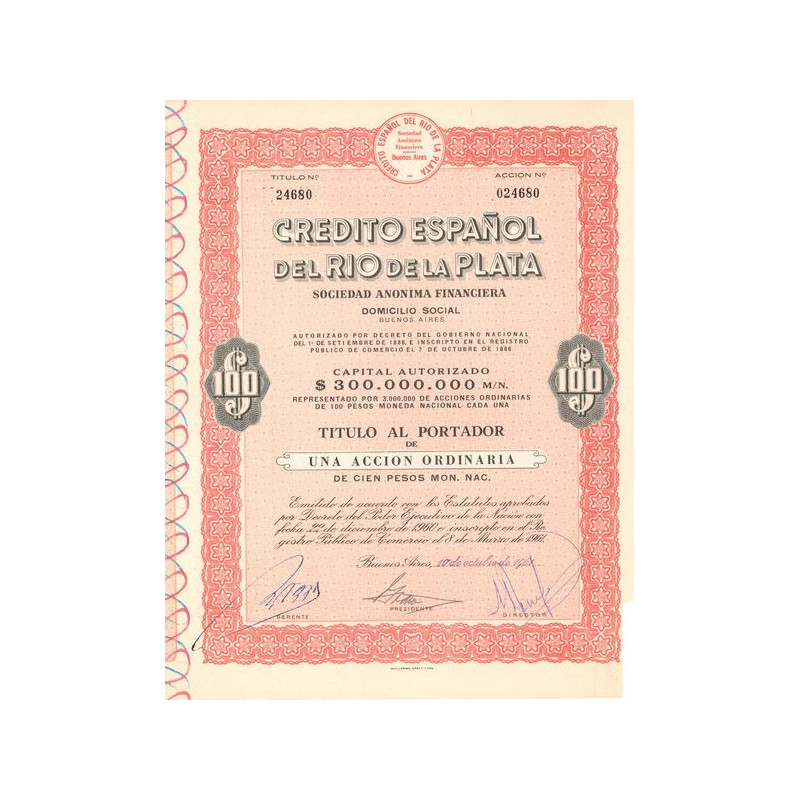 CREDITO ESPAÑOL DEL RIO DE LA PLATA
Sociedad
Anónima
Financiera
Buenos Aires
TITULO Nº ACCION Nº
24680 024680
CREDITO ESPAÑOL
DEL RIO DE LA PLATA
SOCIEDAD ANONIMA FINANCIERA
DOMICILIO SOCIAL
BUENOS AIRES
AUTORIZADO POR DECRETO DEL GOBIERNO NACIONAL
DEL 1º DE SETIEMBRE DE 1886, E INSCRIPTO EN EL REGISTRO
PÚBLICO DE COMERCIO EL 7 DE OCTUBRE DE 1886
CAPITAL AUTORIZADO
$ 300.000.000 M/N.
100 100
REPRESENTADO POR 3.000.000 DE ACCIONES ORDINARIAS
DE 100 PESOS MONEDA NACIONAL CADA UNA
TITULO AL PORTADOR
DE
UNA ACCION ORDINARIA
DE CIEN PESOS MON. NAC.
Emitido de acuerdo con los Estatutos aprobados
por Decreto del Poder Ejecutivo de la Nación con
fecha 22 de diciembre de 1960 e inscripto en el Re-
gistro Público de Comercio el 8 de Marzo de 1961.
Buenos Aires, 10 de octubre de
GERENTE PRESIDENTE DIRECTOR